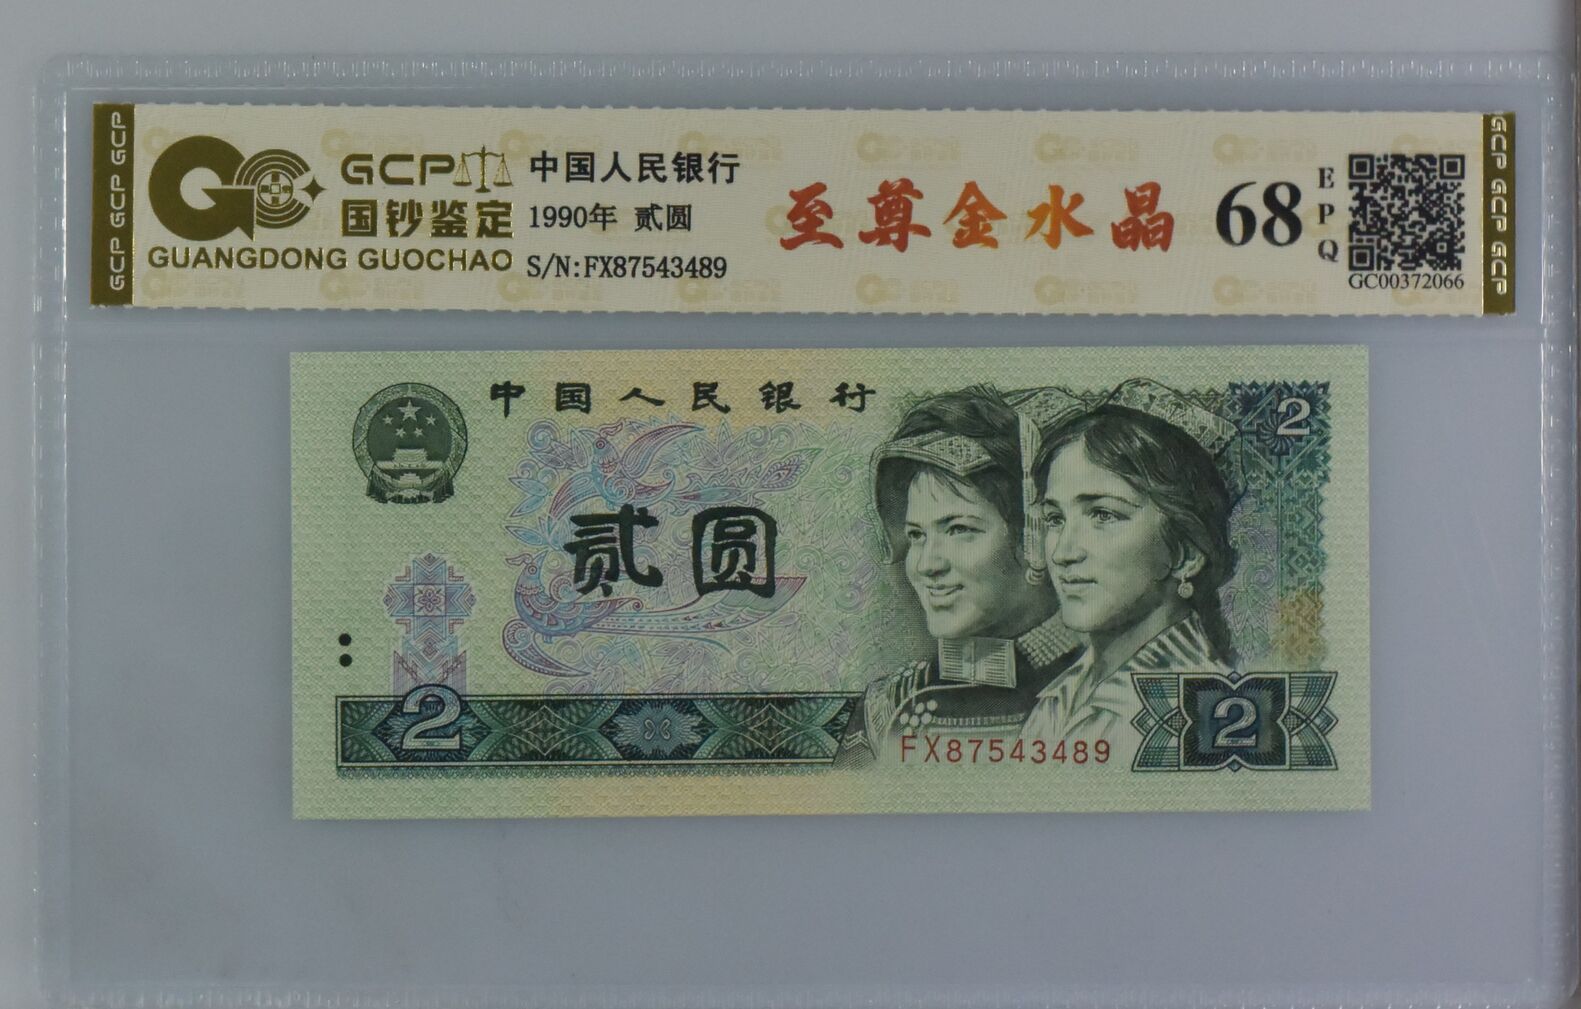 GCP GCP GCP
GCP
国钞鉴定
GUANGDONG GUOCHAO
中国人民银行
1990年 贰圆
S/N:FX87543489
至尊金水晶
68
EPQ
GC00372066
GCP GCP GCP
中国人民银行
2
贰圆
2
FX87543489
2